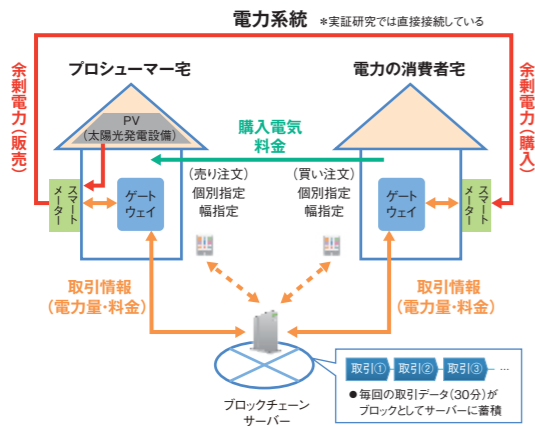 電力系統 *実証研究では直接接続している
プロシューマー宅
電力の消費者宅
余剰電力(販売)
余剰電力(購入)
PV
(太陽光発電設備)
購入電気
料金
(売り注文)
個別指定
幅指定
(買い注文)
個別指定
幅指定
スマート
メーター
ゲート
ウェイ
ゲート
ウェイ
スマート
メーター
取引情報
(電力量・料金)
取引情報
(電力量・料金)
ブロックチェーン
サーバー
取引① 取引② 取引③ …
●毎回の取引データ(30分)が
ブロックとしてサーバーに蓄積